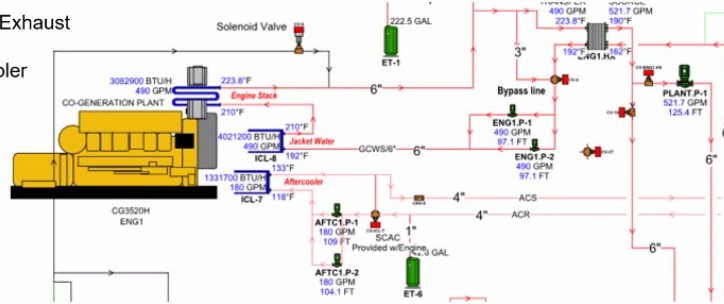 Exhaust
oler
Solenoid Valve
222.5 GAL
ET-1
490 GPM
223.8°F
521.7 GPM
190°F
192°F
162°F
ENG1.HX
3"
Bypass line
3082900 BTU/H
490 GPM
223.8°F
Engine Stack
210°F
6"
CO-GENERATION PLANT
PLANT.P-1
521.7 GPM
125.4 FT
4021200 BTU/H
490 GPM
210°F
Jacket Water
192°F
ICL-8
GCWS/6"
6"
ENG1.P-1
490 GPM
97.1 FT
ENG1.P-2
490 GPM
97.1 FT
1331700 BTU/H
180 GPM
133°F
Aftercooler
118°F
ICL-7
6"
4"
ACS
4"
ACR
CG3520H
ENG1
AFTC1.P-1
180 GPM
109 FT
SCAC
Provided w/Engine
1"
GAL
6"
AFTC1.P-2
180 GPM
104.1 FT
ET-6